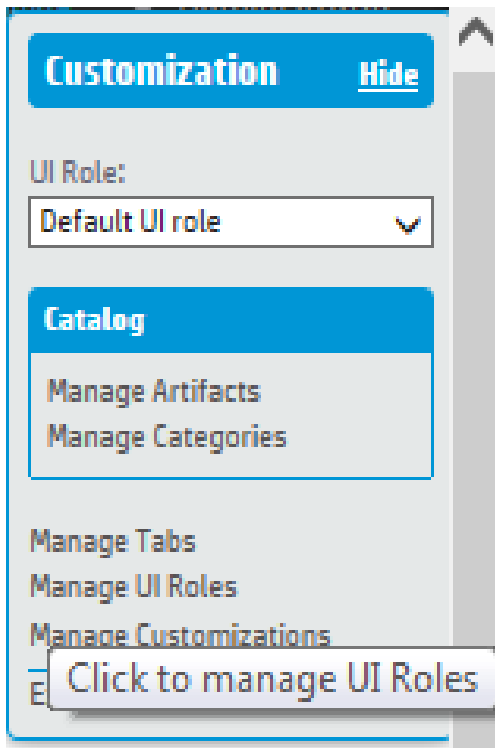 Customization Hide
UI Role:
Default UI role
Catalog
Manage Artifacts
Manage Categories
Manage Tabs
Manage UI Roles
Manage Customizations
Click to manage UI Roles